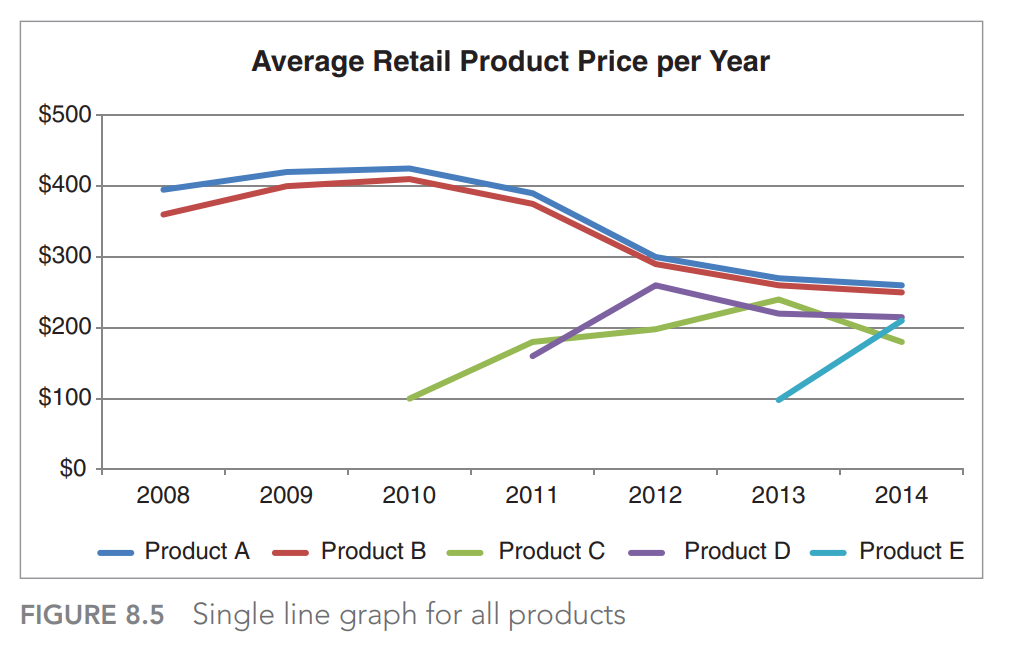 Average Retail Product Price per Year
$500
$400
$300
$200
$100
$0
2008 2009 2010 2011 2012 2013 2014
Product A Product B Product C Product D Product E
FIGURE 8.5 Single line graph for all products